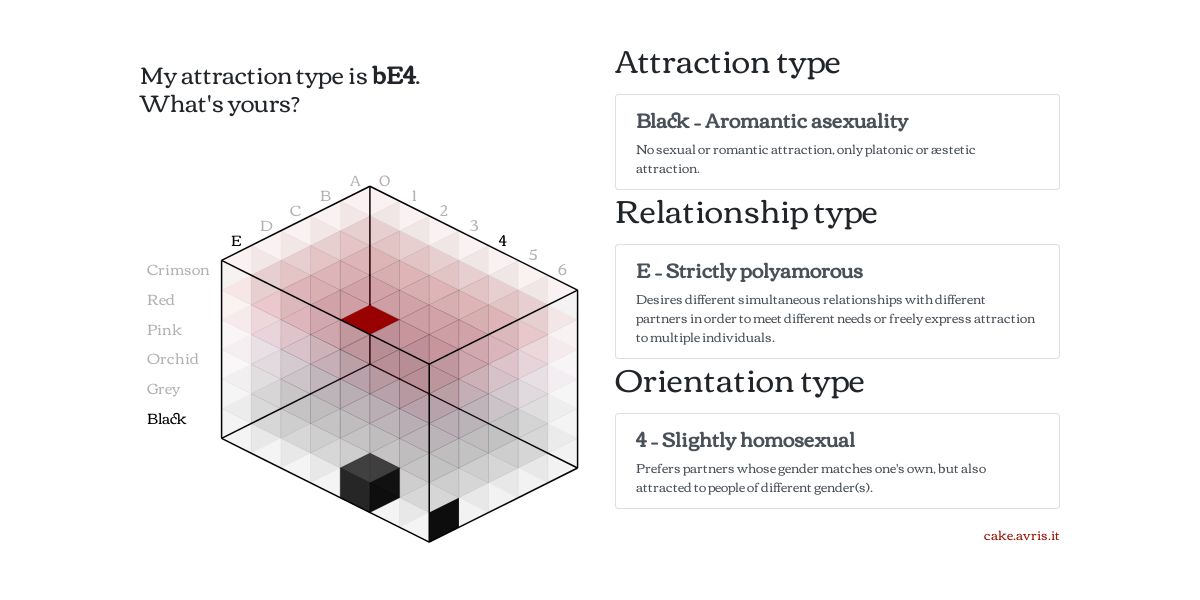 My attraction type is bE4.
What's yours?
A O
B 1
C 2
D 3
E 4
5
6
Crimson
Red
Pink
Orchid
Grey
Black
Attraction type
Black – Aromantic asexuality
No sexual or romantic attraction, only platonic or æstetic
attraction.
Relationship type
E – Strictly polyamorous
Desires different simultaneous relationships with different
partners in order to meet different needs or freely express attraction
to multiple individuals.
Orientation type
4 – Slightly homosexual
Prefers partners whose gender matches one's own, but also
attracted to people of different gender(s).
cake.avris.it